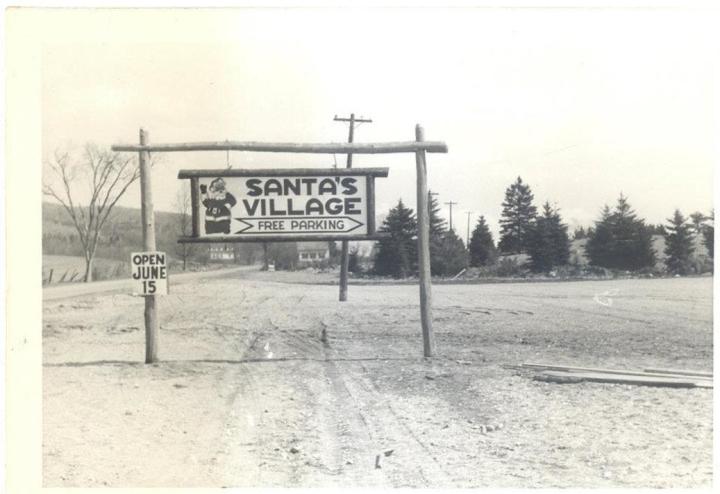 SANTA'S
VILLAGE
FREE PARKING
OPEN
JUNE
15